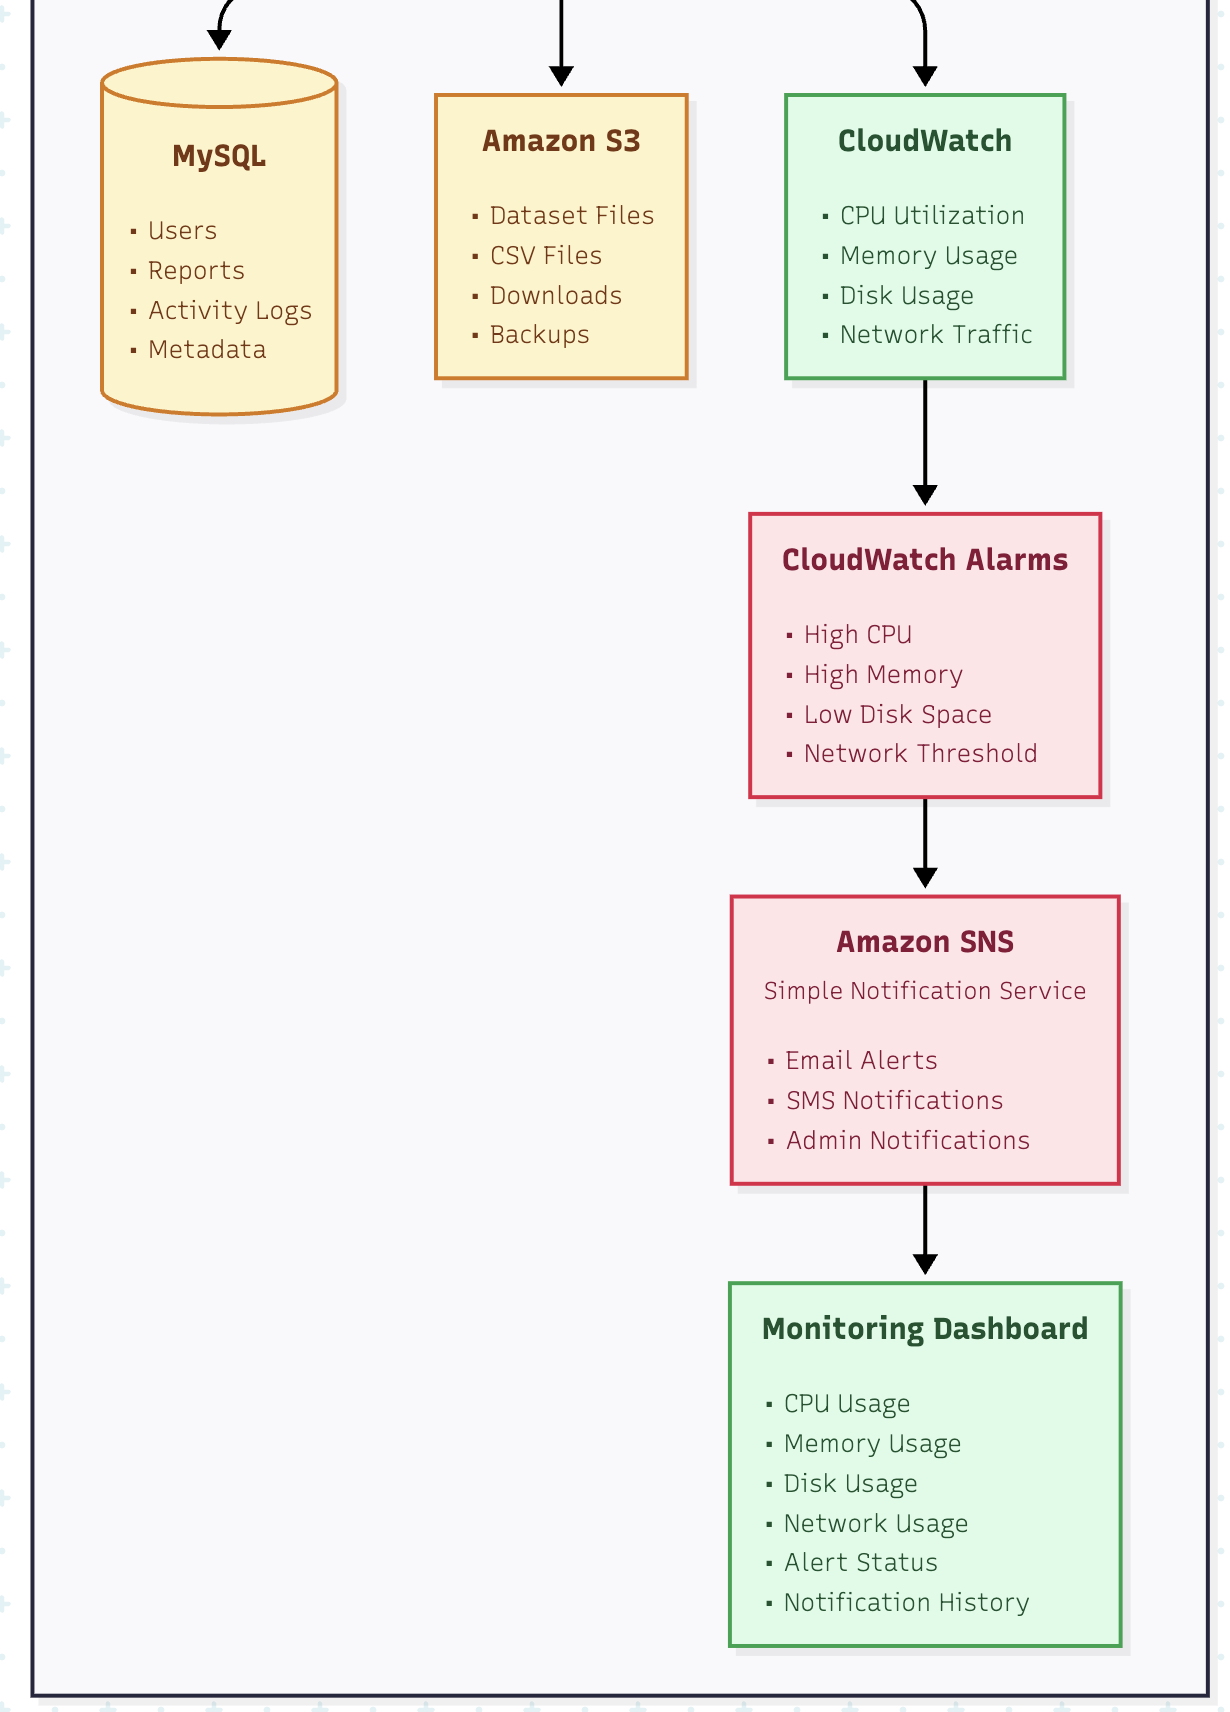 MySQL
▪ Users
▪ Reports
▪ Activity Logs
▪ Metadata
Amazon S3
▪ Dataset Files
▪ CSV Files
▪ Downloads
▪ Backups
CloudWatch
▪ CPU Utilization
▪ Memory Usage
▪ Disk Usage
▪ Network Traffic
CloudWatch Alarms
▪ High CPU
▪ High Memory
▪ Low Disk Space
▪ Network Threshold
Amazon SNS
Simple Notification Service
▪ Email Alerts
▪ SMS Notifications
▪ Admin Notifications
Monitoring Dashboard
▪ CPU Usage
▪ Memory Usage
▪ Disk Usage
▪ Network Usage
▪ Alert Status
▪ Notification History